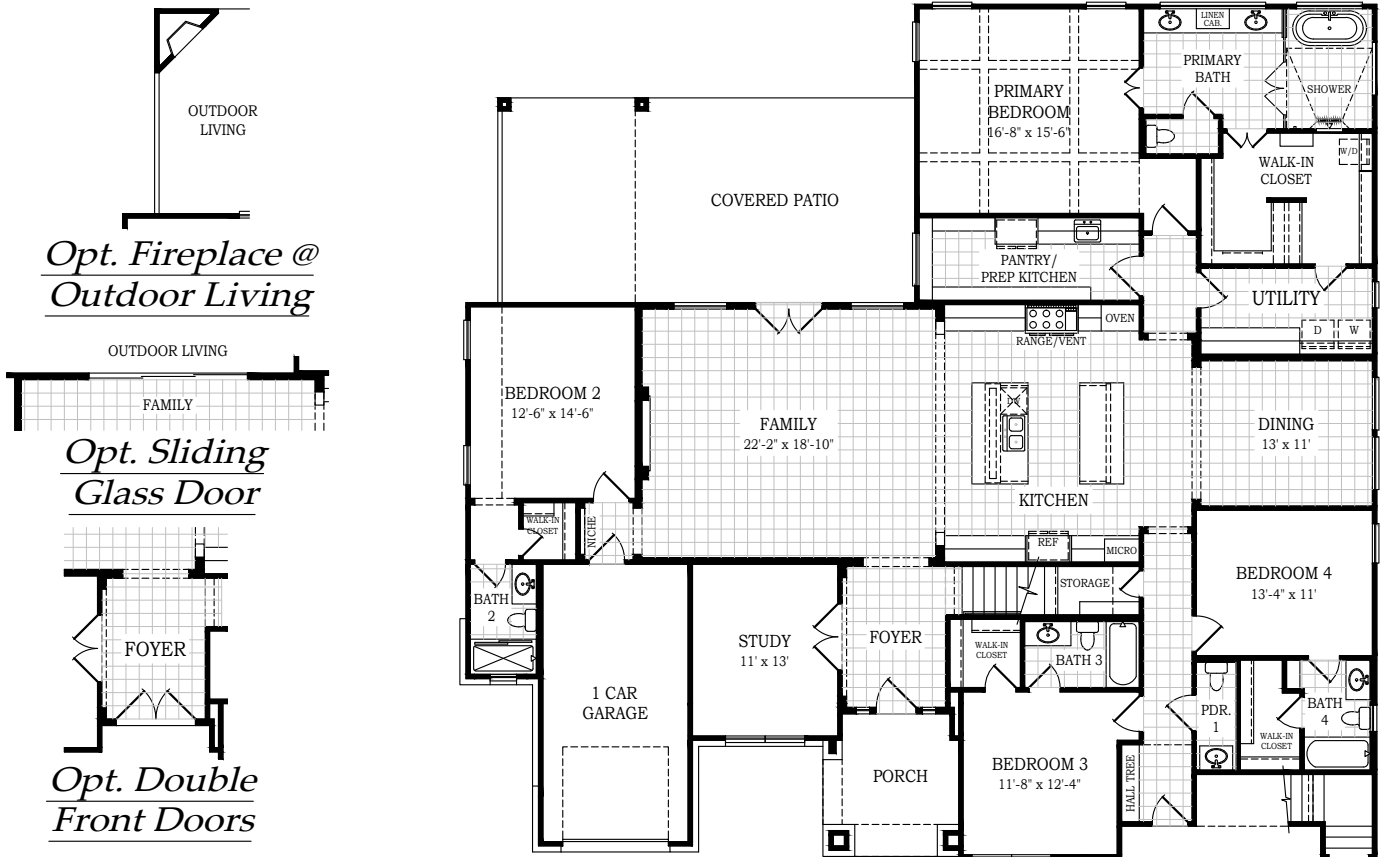 OUTDOOR
LIVING
Opt. Fireplace @
Outdoor Living
OUTDOOR LIVING
FAMILY
Opt. Sliding
Glass Door
FOYER
Opt. Double
Front Doors
LINEN
CAB.
PRIMARY
BATH
SHOWER
PRIMARY
BEDROOM
16'-8" x 15'-6"
W/D
WALK-IN
CLOSET
COVERED PATIO
PANTRY/
PREP KITCHEN
UTILITY
D
W
OVEN
RANGE/VENT
BEDROOM 2
12'-6" x 14'-6"
FAMILY
22'-2" x 18'-10"
DW
DINING
13' x 11'
KITCHEN
WALK-IN
CLOSET
NICHE
REF
MICRO
STORAGE
BEDROOM 4
13'-4" x 11'
BATH
2
STUDY
11' x 13'
FOYER
WALK-IN
CLOSET
BATH 3
1 CAR
GARAGE
PDR.
1
BATH
4
WALK-IN
CLOSET
PORCH
BEDROOM 3
11'-8" x 12'-4"
HALL TREE